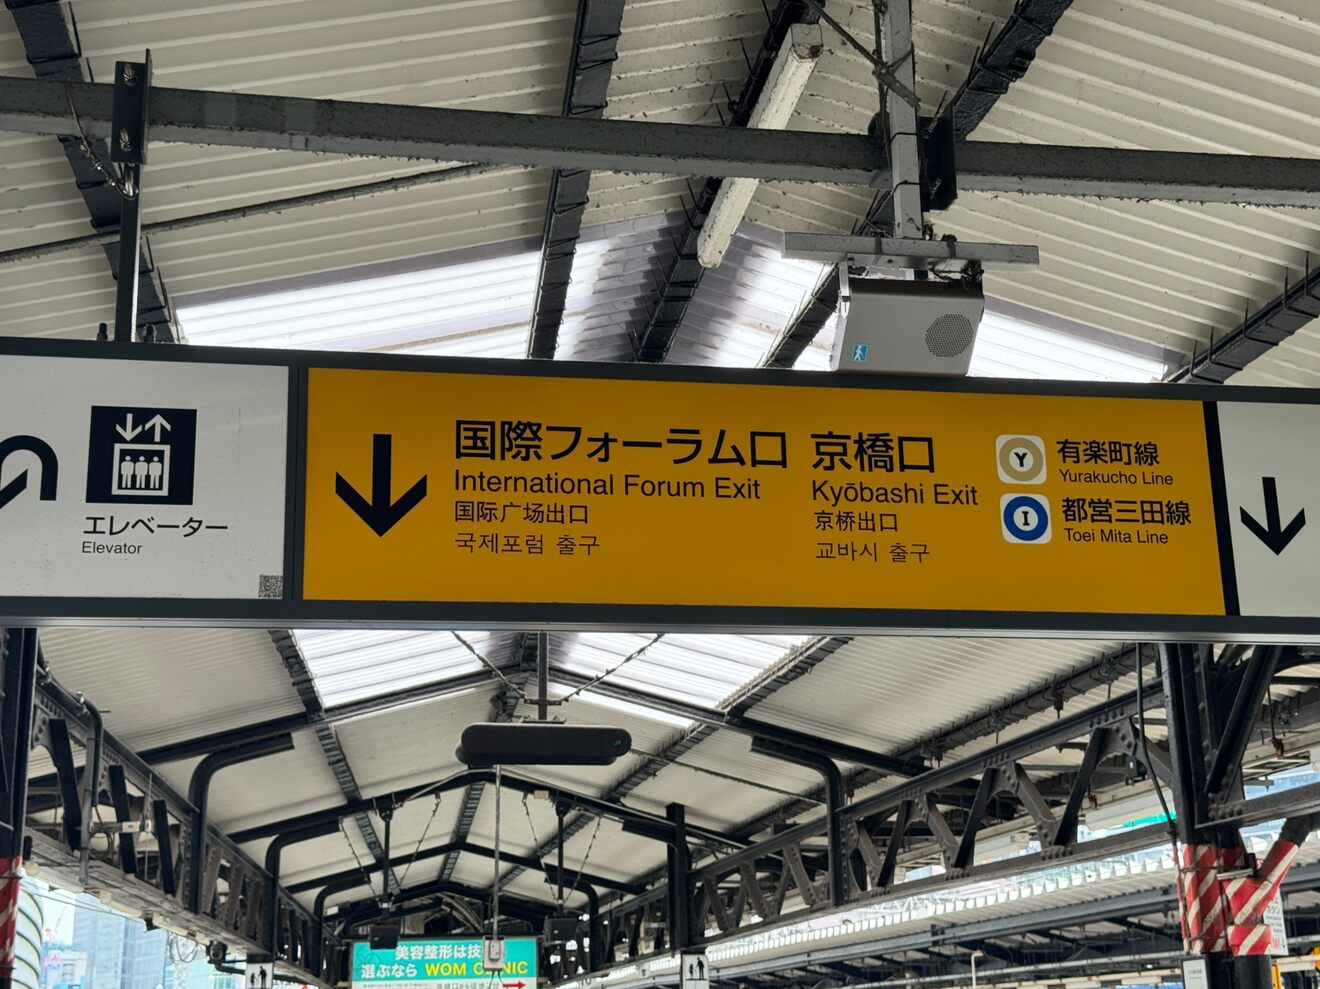 エレベーター
Elevator
国際フォーラム口
International Forum Exit
国际广场出口
국제포럼 출구
京橋口
Kyōbashi Exit
京桥出口
교바시 출구
Y
有楽町線
Yurakucho Line
I
都営三田線
Toei Mita Line
美容整形は技
選ぶなら WOM CLINIC